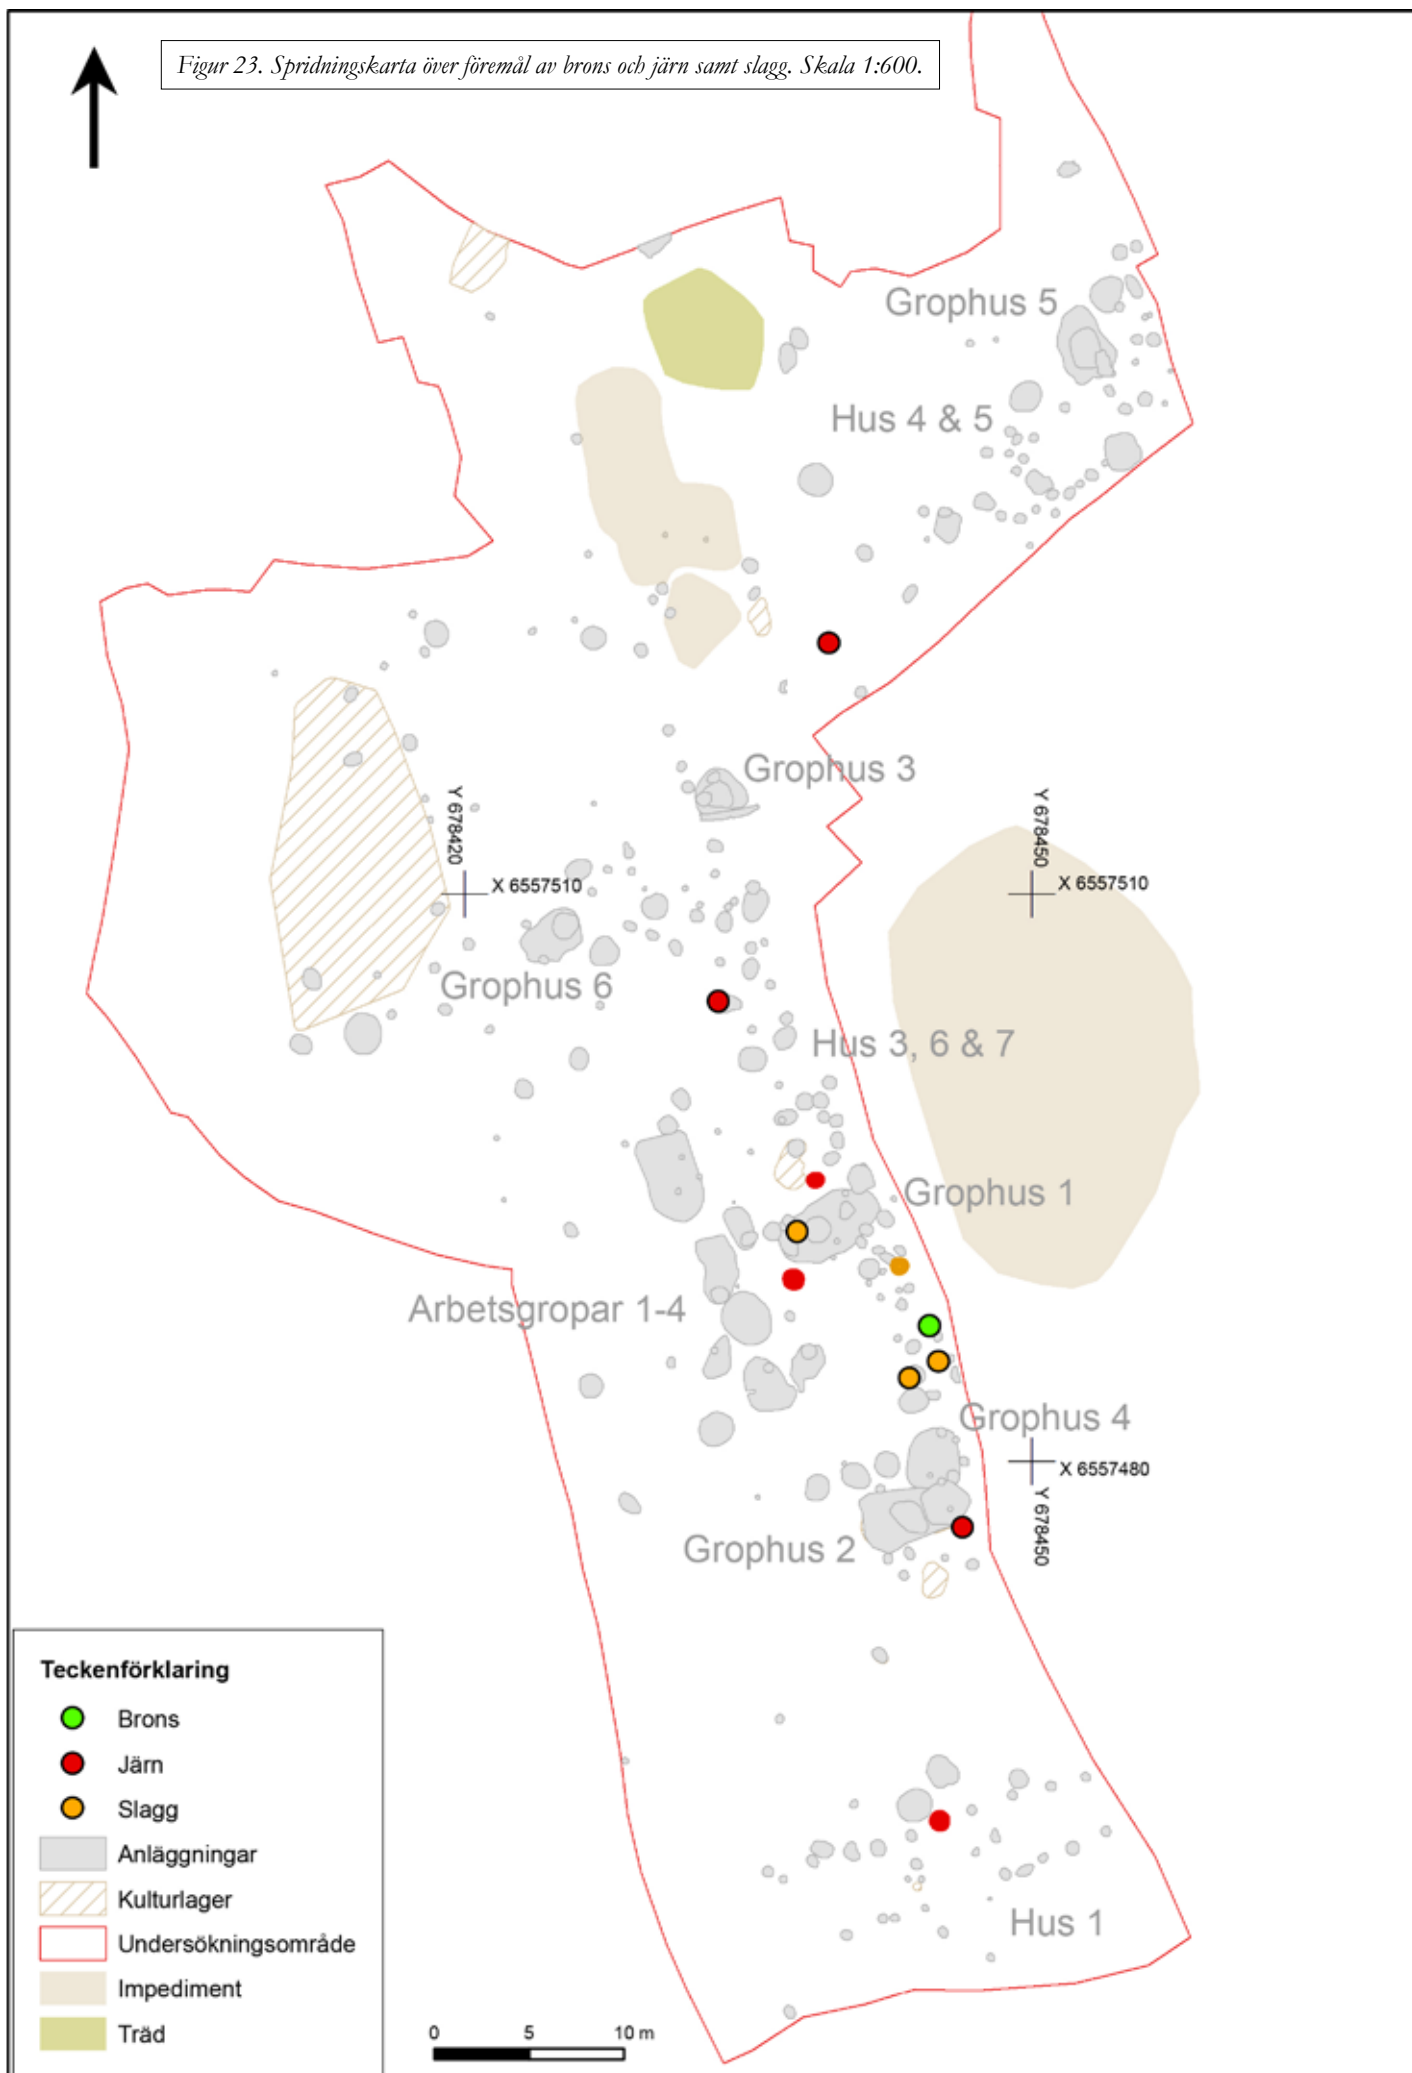 Figur 23. Spridningskarta över föremål av brons och järn samt slagg. Skala 1:600.
Grophus 5
Hus 4 & 5
Grophus 3
Y 678420
X 6557510
Y 678450
X 6557510
Grophus 6
Hus 3, 6 & 7
Grophus 1
Arbetsgropar 1-4
Grophus 4
X 6557480
Y 678450
Grophus 2
Hus 1
Teckenförklaring
Brons
Järn
Slagg
Anläggningar
Kulturlager
Undersökningsområde
Impediment
Träd
0 5 10 m